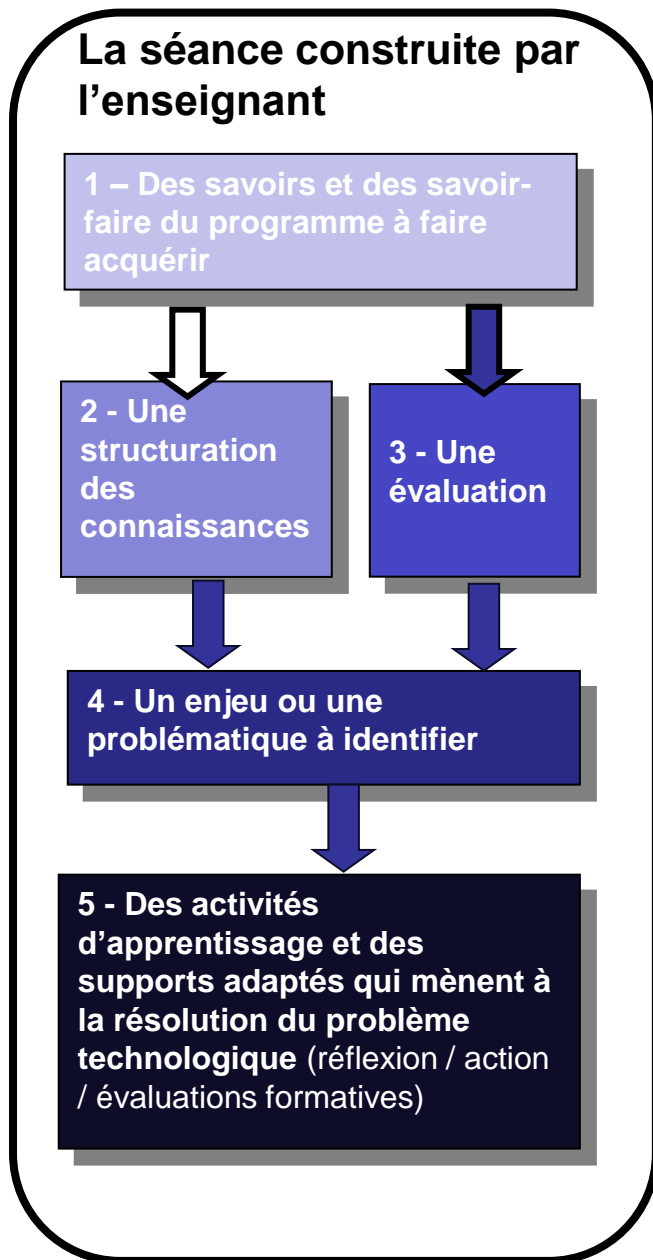 La séance construite par
l’enseignant
1 – Des savoirs et des savoir-
faire du programme à faire
acquérir
2 - Une
structuration
des
connaissances
3 - Une
évaluation
4 - Un enjeu ou une
problématique à identifier
5 - Des activités
d’apprentissage et des
supports adaptés qui mènent à
la résolution du problème
technologique (réflexion / action
/ évaluations formatives)